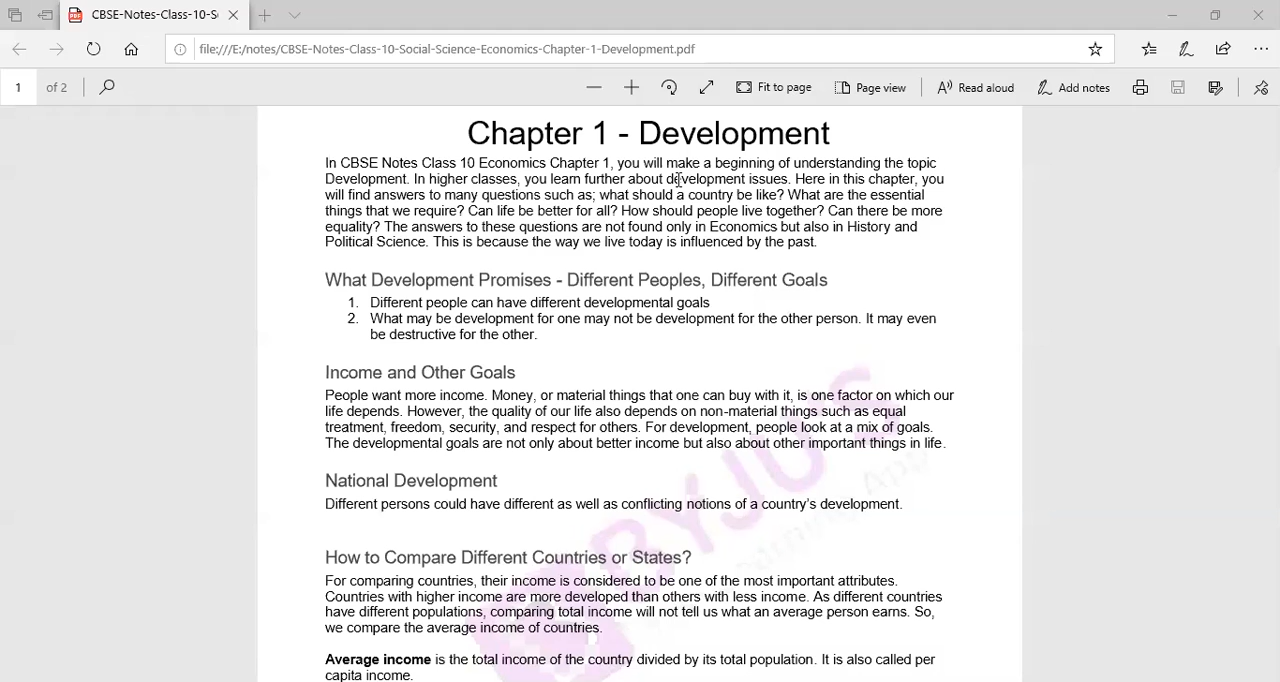 CBSE-Notes-Class-10-S
file:///E:/notes/CBSE-Notes-Class-10-Social-Science-Economics-Chapter-1-Development.pdf
1 of 2 Fit to page Page view Read aloud Add notes
Chapter 1 - Development
In CBSE Notes Class 10 Economics Chapter 1, you will make a beginning of understanding the topic
Development. In higher classes, you learn further about development issues. Here in this chapter, you
will find answers to many questions such as; what should a country be like? What are the essential
things that we require? Can life be better for all? How should people live together? Can there be more
equality? The answers to these questions are not found only in Economics but also in History and
Political Science. This is because the way we live today is influenced by the past.
What Development Promises - Different Peoples, Different Goals
1. Different people can have different developmental goals
2. What may be development for one may not be development for the other person. It may even
be destructive for the other.
Income and Other Goals
People want more income. Money, or material things that one can buy with it, is one factor on which our
life depends. However, the quality of our life also depends on non-material things such as equal
treatment, freedom, security, and respect for others. For development, people look at a mix of goals.
The developmental goals are not only about better income but also about other important things in life.
National Development
Different persons could have different as well as conflicting notions of a country's development.
How to Compare Different Countries or States?
For comparing countries, their income is considered to be one of the most important attributes.
Countries with higher income are more developed than others with less income. As different countries
have different populations, comparing total income will not tell us what an average person earns. So,
we compare the average income of countries.
Average income is the total income of the country divided by its total population. It is also called per
capita income.
BYJU'S